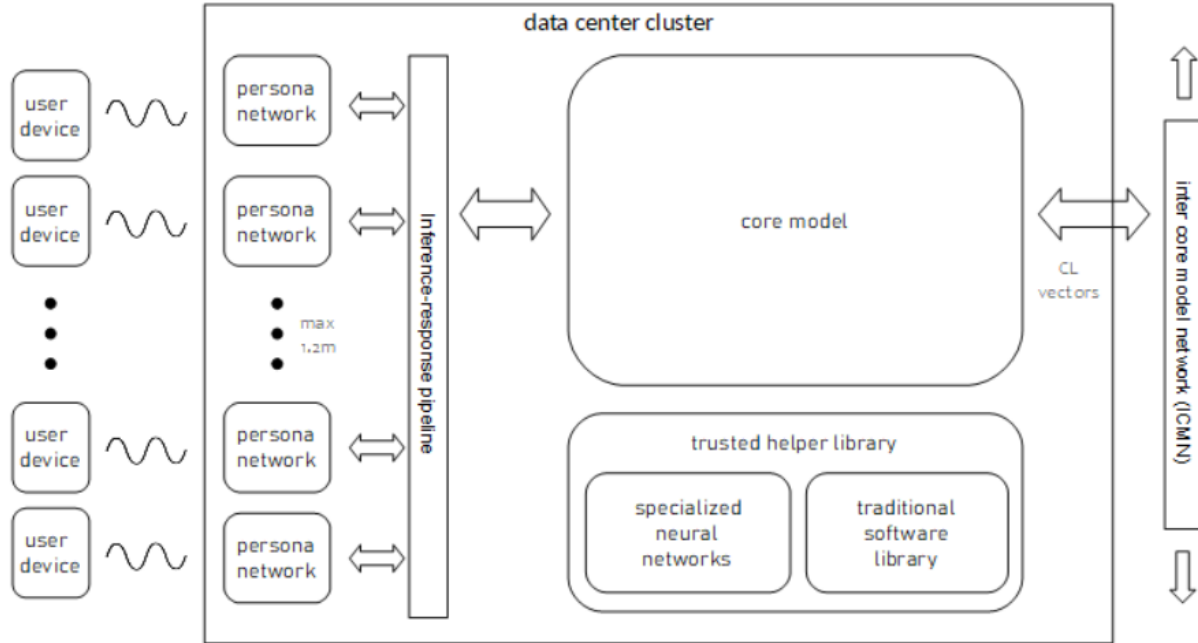 data center cluster
user
device
persona
network
user
device
persona
network
max
1.2m
user
device
persona
network
user
device
persona
network
Inference-response pipeline
core model
trusted helper library
specialized
neural
networks
traditional
software
library
CL
vectors
inter core model network (ICMN)